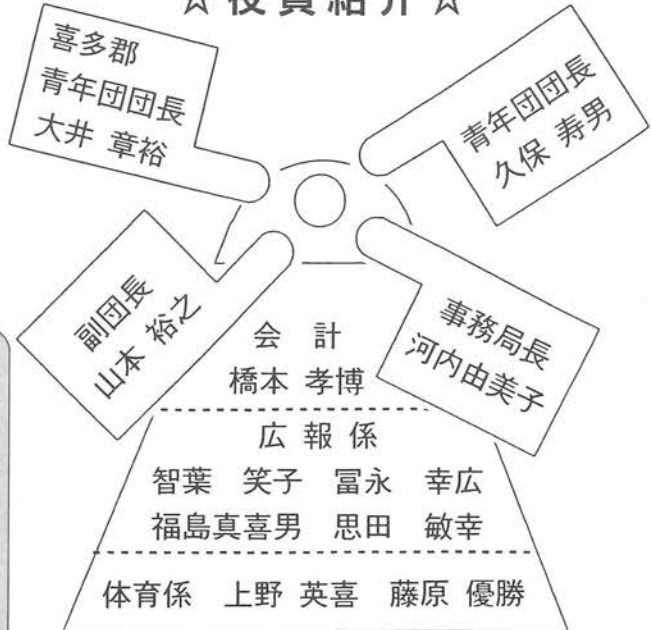 ☆役員紹介☆
喜多郡
青年団団長
大井 章裕
青年団団長
久保 寿男
副団長
山本 裕之
事務局長
河内由美子
会 計
橋本 孝博
広 報 係
智葉 笑子 冨永 幸広
福島真喜男 思田 敏幸
体育係 上野 英喜 藤原 優勝